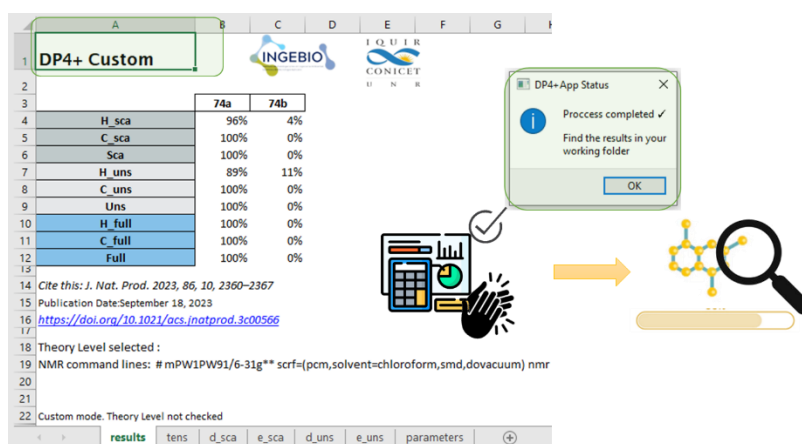 A B C D E F G
1 DP4+ Custom
INGEBIO
IQUIR
CONICET
U N R
2
3 74a 74b
4 H_sca 96% 4%
5 C_sca 100% 0%
6 Sca 100% 0%
7 H_uns 89% 11%
8 C_uns 100% 0%
9 Uns 100% 0%
10 H_full 100% 0%
11 C_full 100% 0%
12 Full 100% 0%
13
14 Cite this: J. Nat. Prod. 2023, 86, 10, 2360–2367
15 Publication Date:September 18, 2023
16 https://doi.org/10.1021/acs.jnatprod.3c00566
17
18 Theory Level selected :
19 NMR command lines: # mPW1PW91/6-31g** scrf=(pcm,solvent=chloroform,smd,dovacuum) nmr
20
21
22 Custom mode. Theory Level not checked
results tens d_sca e_sca d_uns e_uns parameters
DP4+App Status
Proccess completed ✓
Find the results in your
working folder
OK